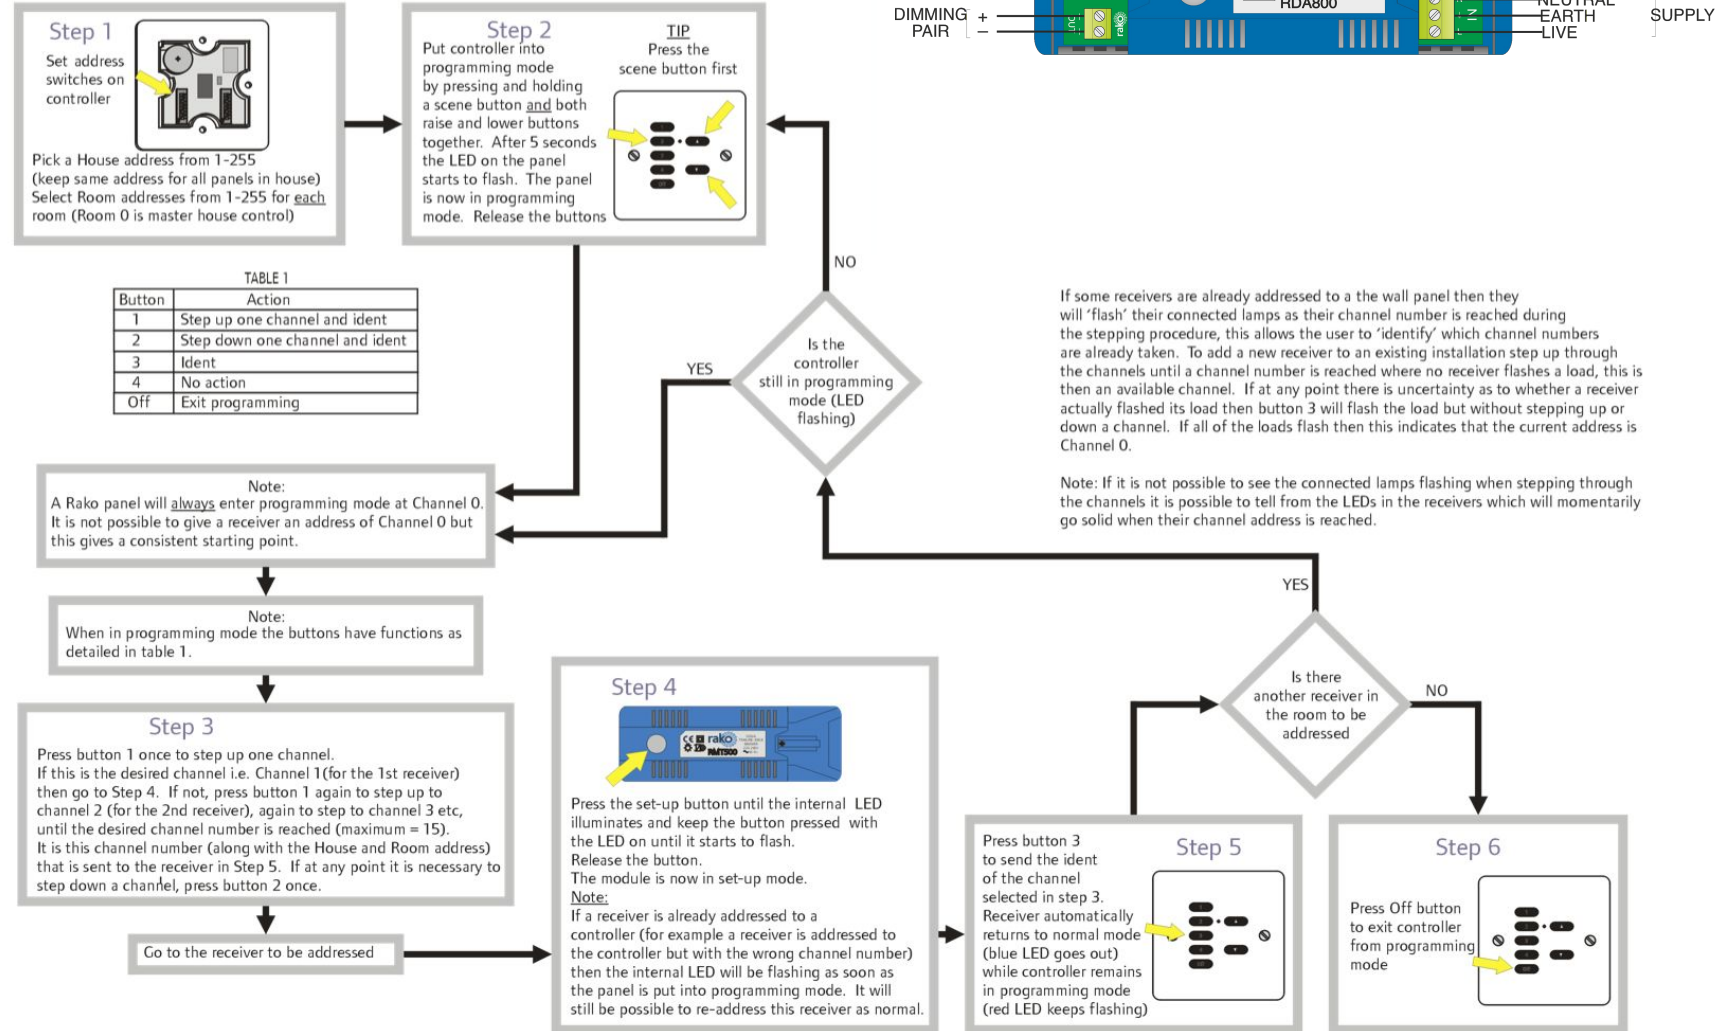 RDA800
DIMMING
PAIR
+
–
rako
IN
NEUTRAL
EARTH
LIVE
SUPPLY
Step 1
Set address
switches on
controller
Pick a House address from 1-255
(keep same address for all panels in house)
Select Room addresses from 1-255 for each
room (Room 0 is master house control)
Step 2
Put controller into
programming mode
by pressing and holding
a scene button and both
raise and lower buttons
together. After 5 seconds
the LED on the panel
starts to flash. The panel
is now in programming
mode. Release the buttons
TIP
Press the
scene button first
NO
TABLE 1
Button Action
1 Step up one channel and ident
2 Step down one channel and ident
3 Ident
4 No action
Off Exit programming
YES
Is the
controller
still in programming
mode (LED
flashing)
If some receivers are already addressed to a the wall panel then they
will ‘flash’ their connected lamps as their channel number is reached during
the stepping procedure, this allows the user to ‘identify’ which channel numbers
are already taken. To add a new receiver to an existing installation step up through
the channels until a channel number is reached where no receiver flashes a load, this is
then an available channel. If at any point there is uncertainty as to whether a receiver
actually flashed its load then button 3 will flash the load but without stepping up or
down a channel. If all of the loads flash then this indicates that the current address is
Channel 0.
Note: If it is not possible to see the connected lamps flashing when stepping through
the channels it is possible to tell from the LEDs in the receivers which will momentarily
go solid when their channel address is reached.
Note:
A Rako panel will always enter programming mode at Channel 0.
It is not possible to give a receiver an address of Channel 0 but
this gives a consistent starting point.
Note:
When in programming mode the buttons have functions as
detailed in table 1.
Step 3
Press button 1 once to step up one channel.
If this is the desired channel i.e. Channel 1(for the 1st receiver)
then go to Step 4. If not, press button 1 again to step up to
channel 2 (for the 2nd receiver), again to step to channel 3 etc,
until the desired channel number is reached (maximum = 15).
It is this channel number (along with the House and Room address)
that is sent to the receiver in Step 5. If at any point it is necessary to
step down a channel, press button 2 once.
Go to the receiver to be addressed
Step 4
rako
RMT500
Press the set-up button until the internal LED
illuminates and keep the button pressed with
the LED on until it starts to flash.
Release the button.
The module is now in set-up mode.
Note:
If a receiver is already addressed to a
controller (for example a receiver is addressed to
the controller but with the wrong channel number)
then the internal LED will be flashing as soon as
the panel is put into programming mode. It will
still be possible to re-address this receiver as normal.
Step 5
Press button 3
to send the ident
of the channel
selected in step 3.
Receiver automatically
returns to normal mode
(blue LED goes out)
while controller remains
in programming mode
(red LED keeps flashing)
YES
Is there
another receiver in
the room to be
addressed
NO
Step 6
Press Off button
to exit controller
from programming
mode